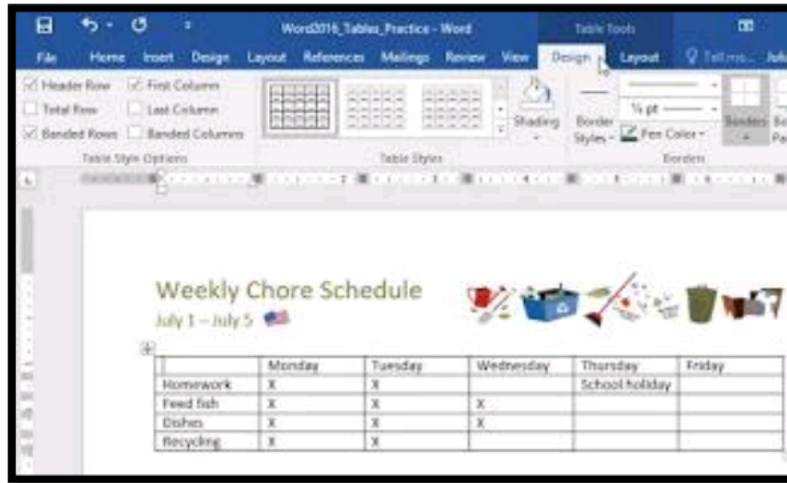 Word2016_Tables_Practice - Word
Table Tools
File Home Insert Design Layout References Mailings Review View Design Layout Tell me...
Header Row First Column
Total Row Last Column
Banded Rows Banded Columns
Shading
Border Styles
½ pt
Pen Color
Borders
Table Style Options
Table Styles
Borders
Weekly Chore Schedule
July 1 – July 5
Monday Tuesday Wednesday Thursday Friday
Homework X X School holiday
Feed fish X X X
Dishes X X X
Recycling X X